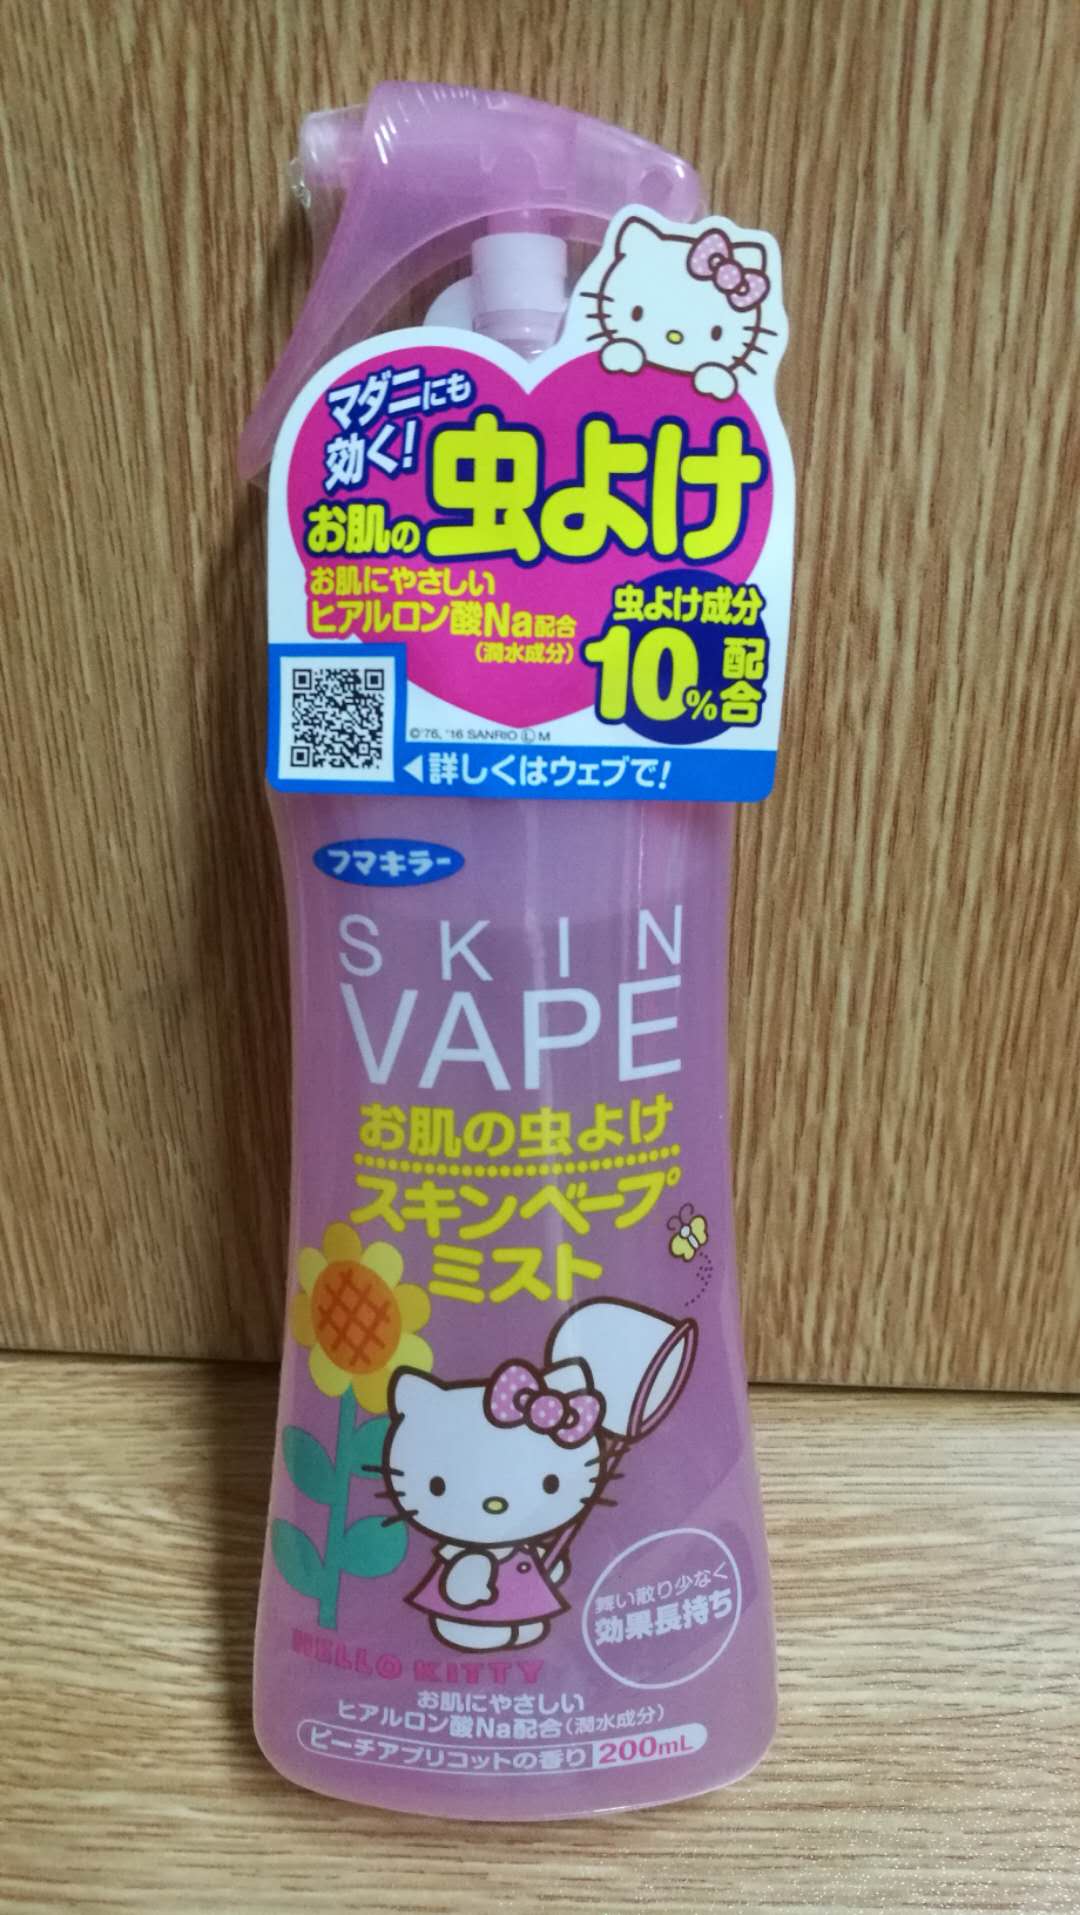 マダニにも
効く!
お肌の虫よけ
お肌にやさしい
ヒアルロン酸Na配合
(潤水成分)
虫よけ成分
10%配合
©'76, '16 SANRIO Ⓛ M
◀詳しくはウェブで!
フマキラー
SKIN
VAPE
お肌の虫よけ
スキンベープ
ミスト
舞い散り少なく
効果長持ち
HELLO KITTY
お肌にやさしい
ヒアルロン酸Na配合(潤水成分)
ピーチアプリコットの香り 200mL